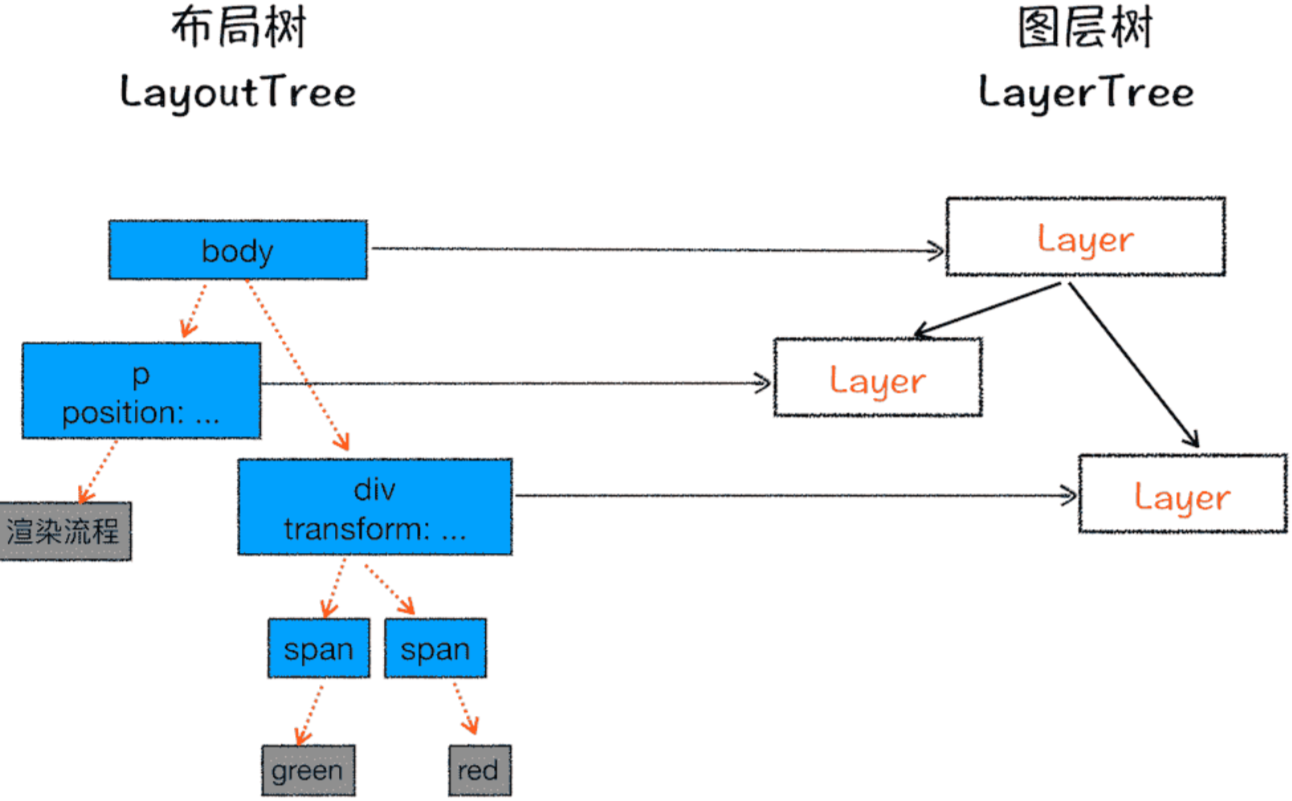 布局树
LayoutTree
图层树
LayerTree
body
Layer
p
position: ...
Layer
div
transform: ...
Layer
渲染流程
span
span
green
red